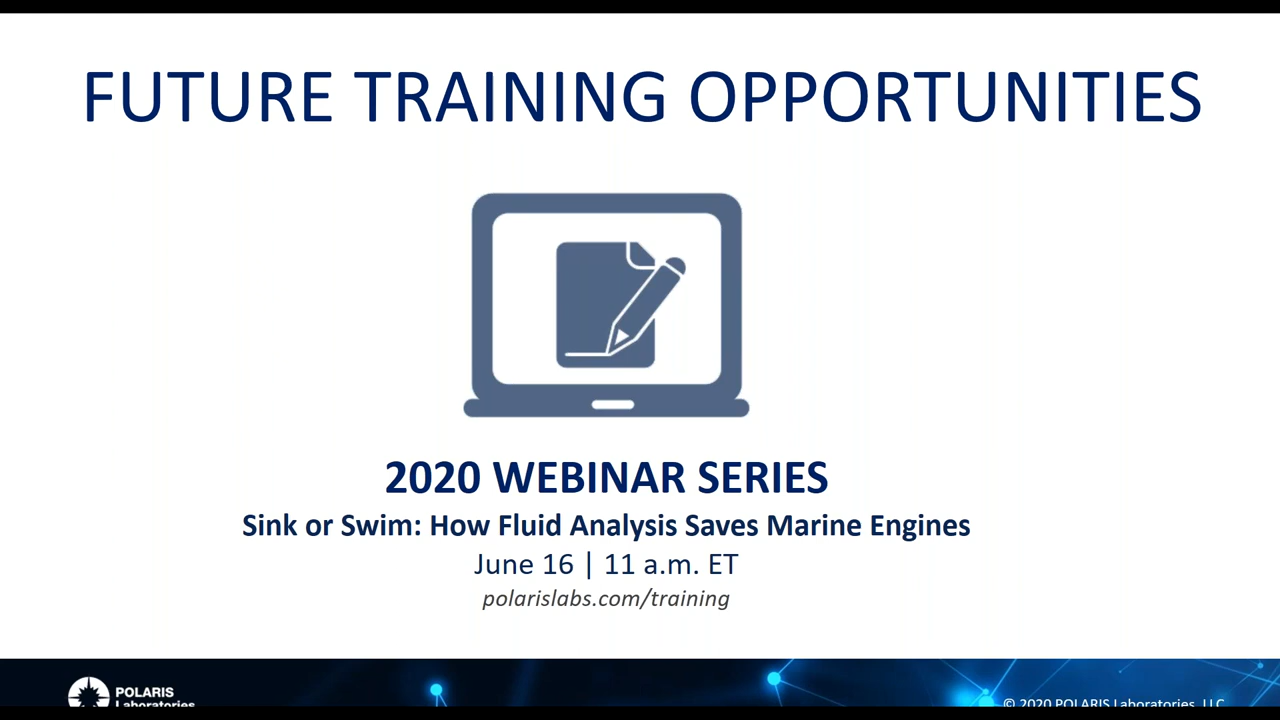 FUTURE TRAINING OPPORTUNITIES
2020 WEBINAR SERIES
Sink or Swim: How Fluid Analysis Saves Marine Engines
June 16 | 11 a.m. ET
polarislabs.com/training
POLARIS
Laboratories
© 2020 POLARIS Laboratories, LLC